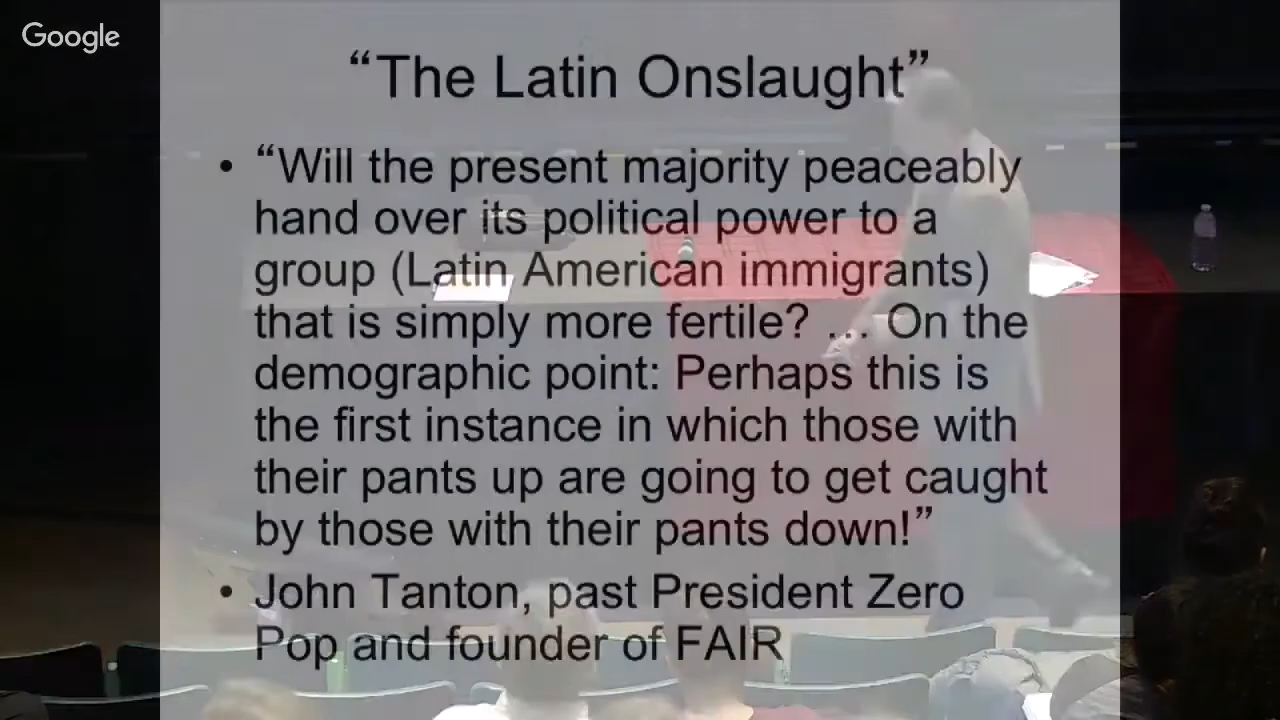 Google
“The Latin Onslaught”
• “Will the present majority peaceably
hand over its political power to a
group (Latin American immigrants)
that is simply more fertile? … On the
demographic point: Perhaps this is
the first instance in which those with
their pants up are going to get caught
by those with their pants down!”
• John Tanton, past President Zero
Pop and founder of FAIR